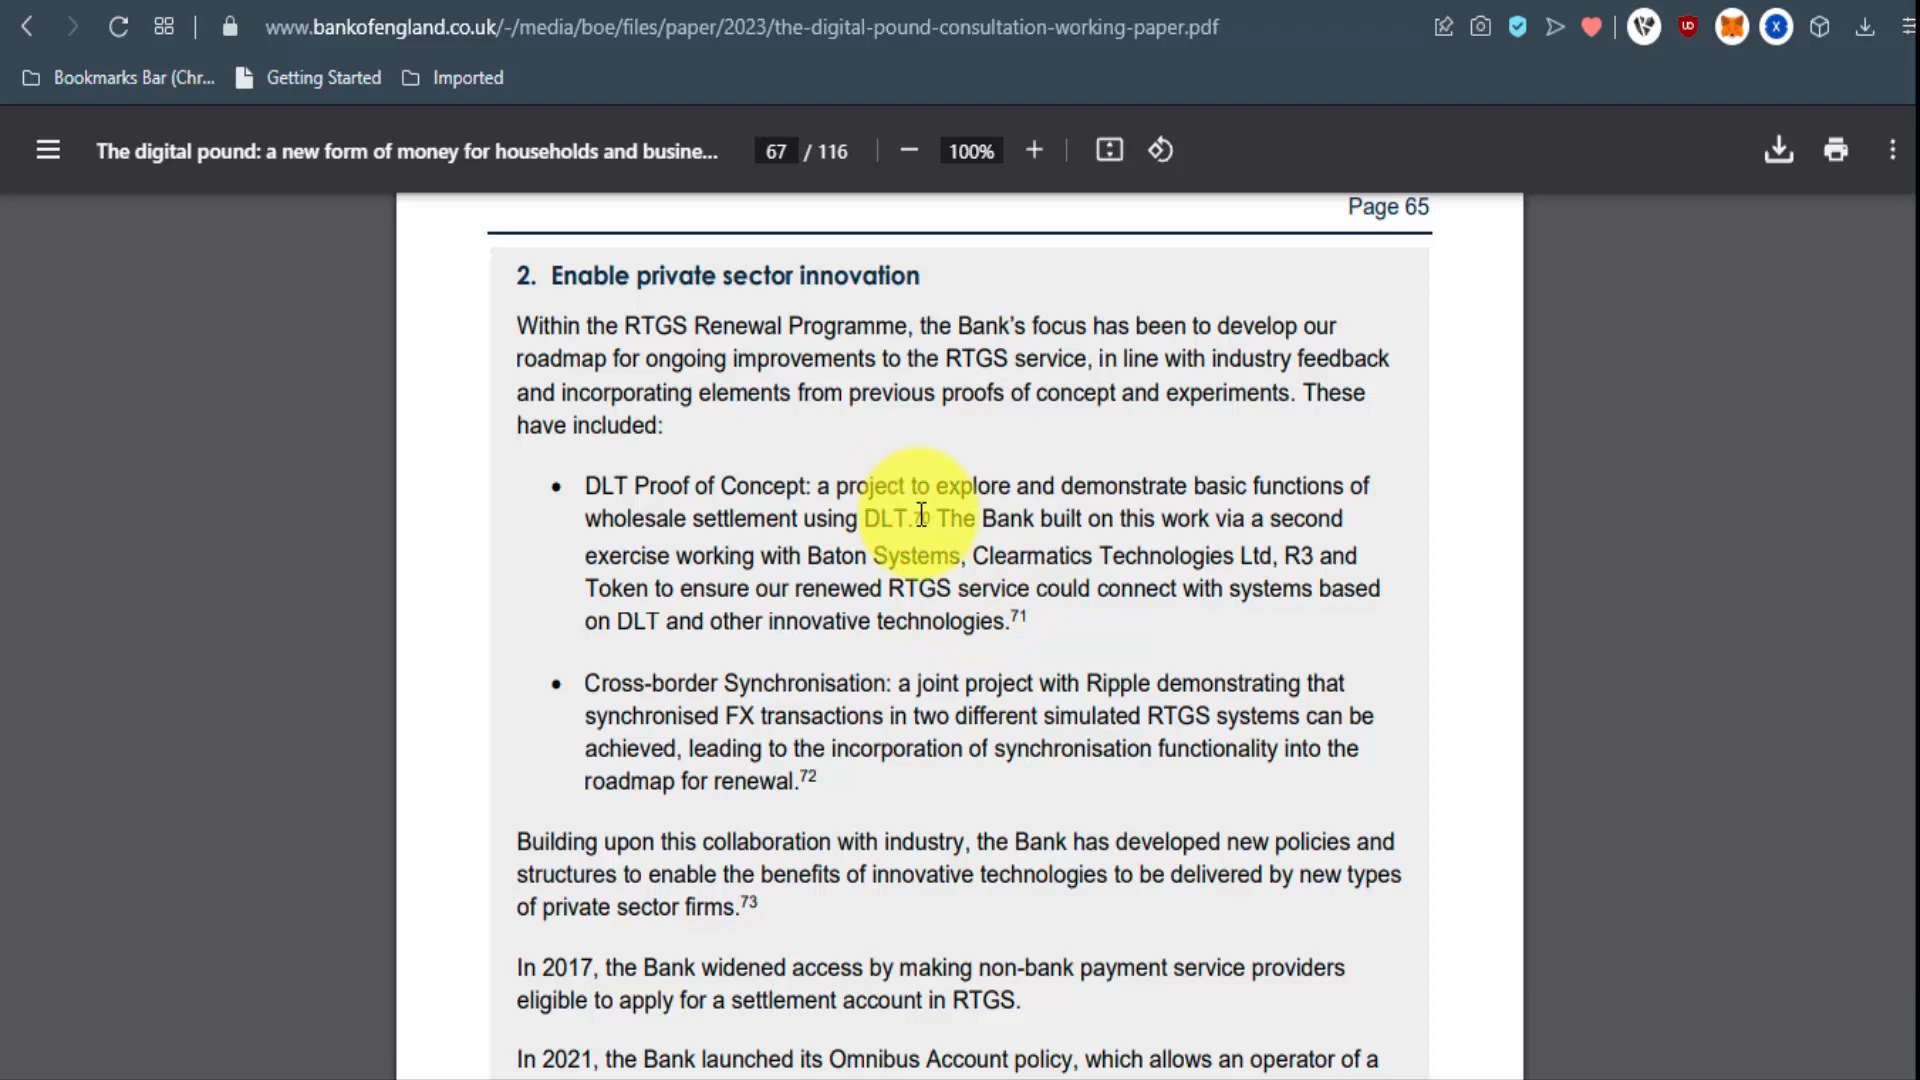 www.bankofengland.co.uk/-/media/boe/files/paper/2023/the-digital-pound-consultation-working-paper.pdf
Bookmarks Bar (Chr... Getting Started Imported
The digital pound: a new form of money for households and busine... 67 / 116 − 100% +
Page 65
2. Enable private sector innovation
Within the RTGS Renewal Programme, the Bank's focus has been to develop our
roadmap for ongoing improvements to the RTGS service, in line with industry feedback
and incorporating elements from previous proofs of concept and experiments. These
have included:
• DLT Proof of Concept: a project to explore and demonstrate basic functions of
wholesale settlement using DLT.70 The Bank built on this work via a second
exercise working with Baton Systems, Clearmatics Technologies Ltd, R3 and
Token to ensure our renewed RTGS service could connect with systems based
on DLT and other innovative technologies.71
• Cross-border Synchronisation: a joint project with Ripple demonstrating that
synchronised FX transactions in two different simulated RTGS systems can be
achieved, leading to the incorporation of synchronisation functionality into the
roadmap for renewal.72
Building upon this collaboration with industry, the Bank has developed new policies and
structures to enable the benefits of innovative technologies to be delivered by new types
of private sector firms.73
In 2017, the Bank widened access by making non-bank payment service providers
eligible to apply for a settlement account in RTGS.
In 2021, the Bank launched its Omnibus Account policy, which allows an operator of a